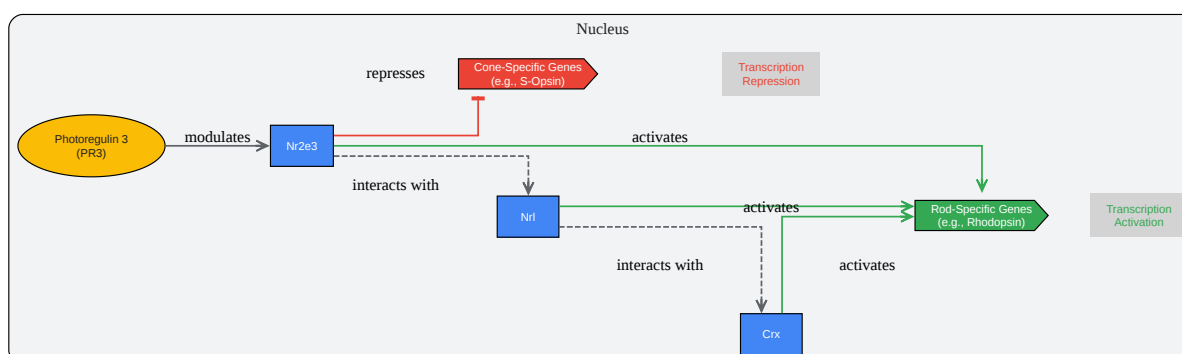 Nucleus
represses
Cone-Specific Genes
(e.g., S-Opsin)
Transcription
Repression
Photoregulin 3
(PR3)
modulates
Nr2e3
activates
interacts with
Nrl
activates
Rod-Specific Genes
(e.g., Rhodopsin)
Transcription
Activation
interacts with
activates
Crx